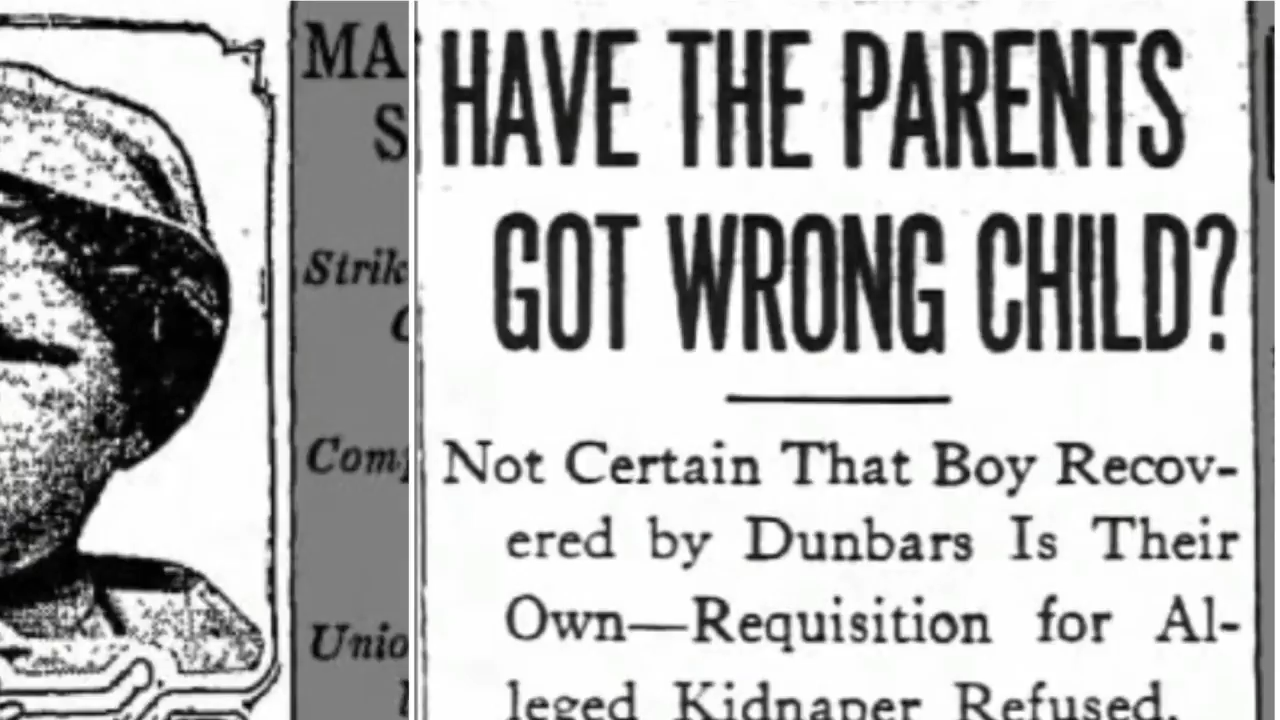 MA
S
Strik
Com
Unio
HAVE THE PARENTS
GOT WRONG CHILD?
Not Certain That Boy Recov-
ered by Dunbars Is Their
Own—Requisition for Al-
leged Kidnaper Refused.